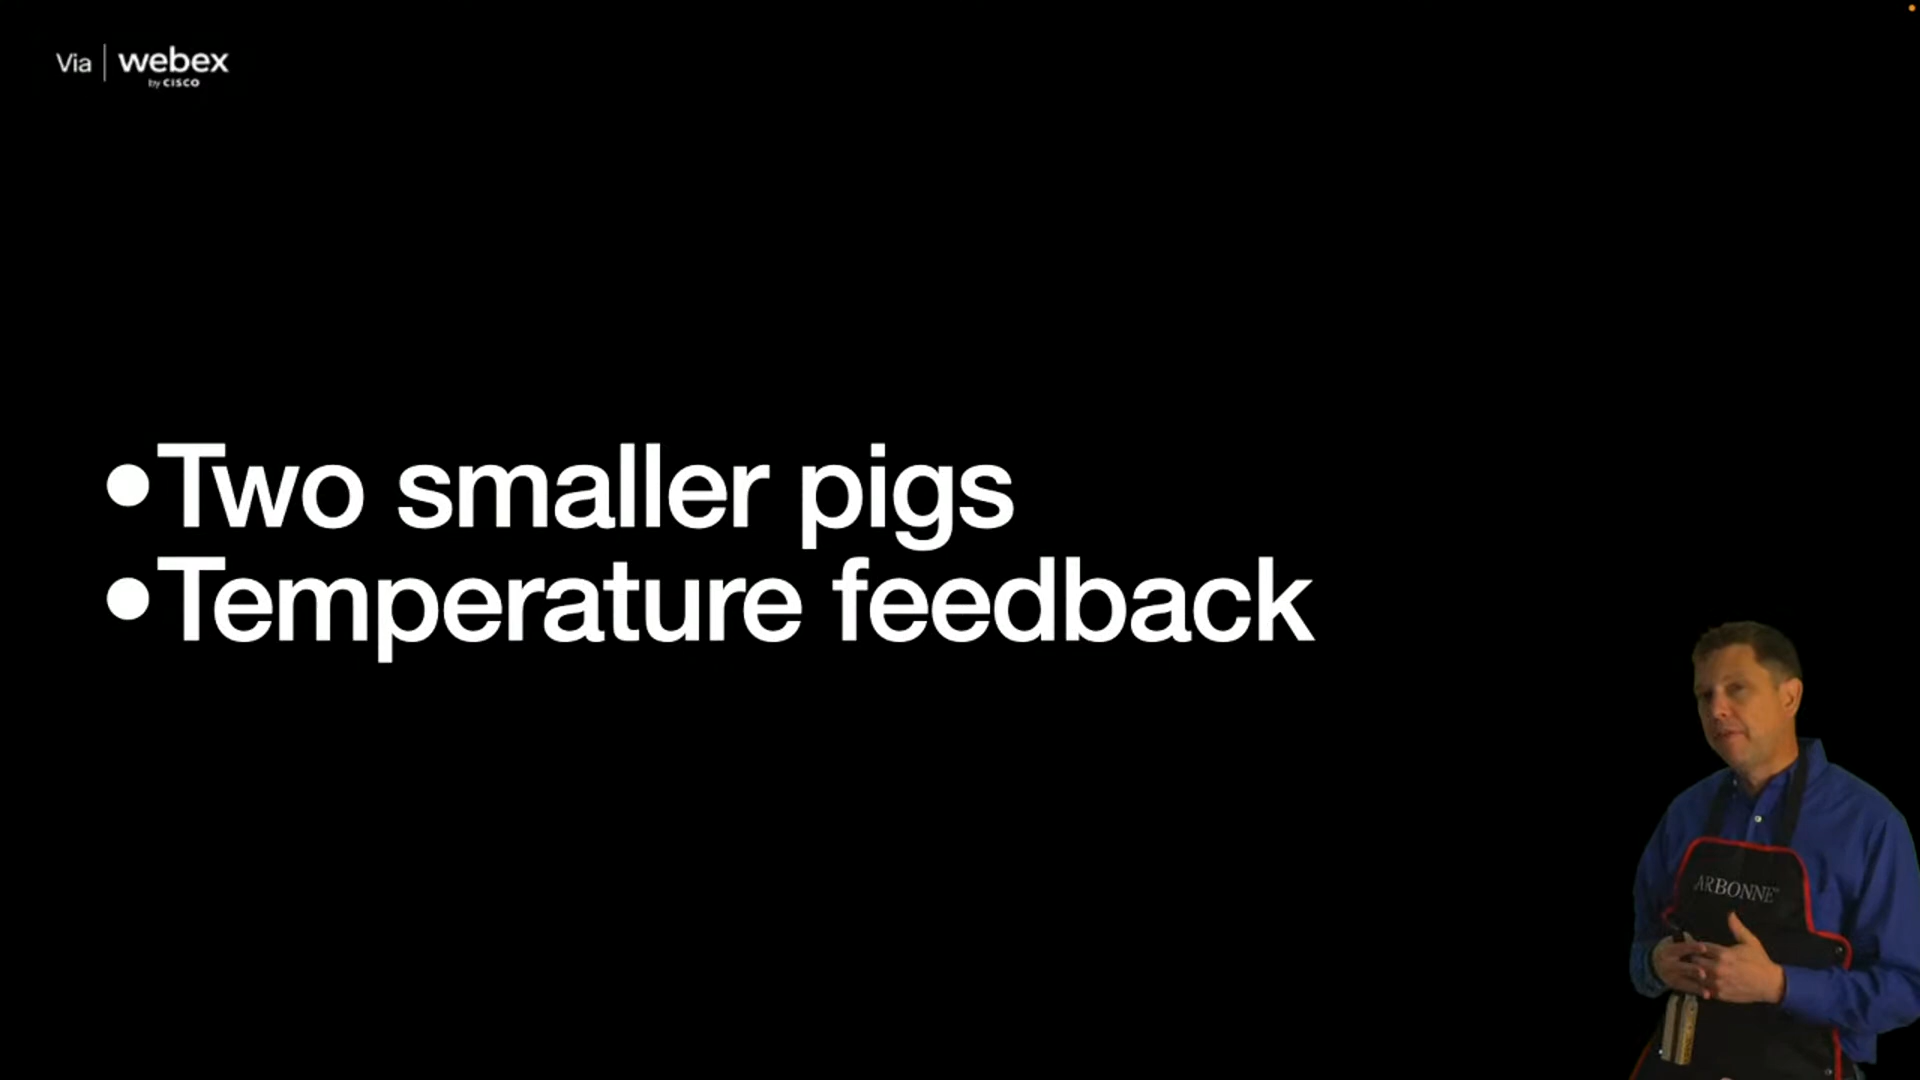 Via webex
by CISCO
•Two smaller pigs
•Temperature feedback
ARBONNE